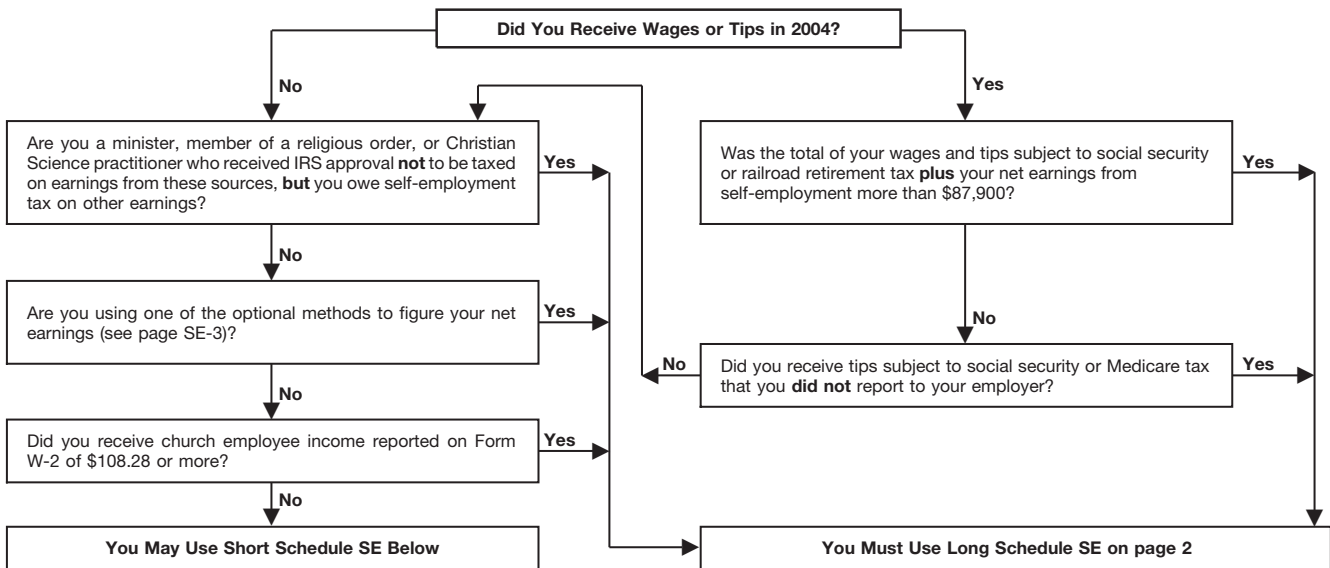 Did You Receive Wages or Tips in 2004?
No
Yes
Are you a minister, member of a religious order, or Christian
Science practitioner who received IRS approval not to be taxed
on earnings from these sources, but you owe self-employment
tax on other earnings?
Yes
Was the total of your wages and tips subject to social security
or railroad retirement tax plus your net earnings from
self-employment more than $87,900?
Yes
No
Are you using one of the optional methods to figure your net
earnings (see page SE-3)?
Yes
No
No
Did you receive tips subject to social security or Medicare tax
that you did not report to your employer?
Yes
No
Did you receive church employee income reported on Form
W-2 of $108.28 or more?
Yes
No
You May Use Short Schedule SE Below
You Must Use Long Schedule SE on page 2